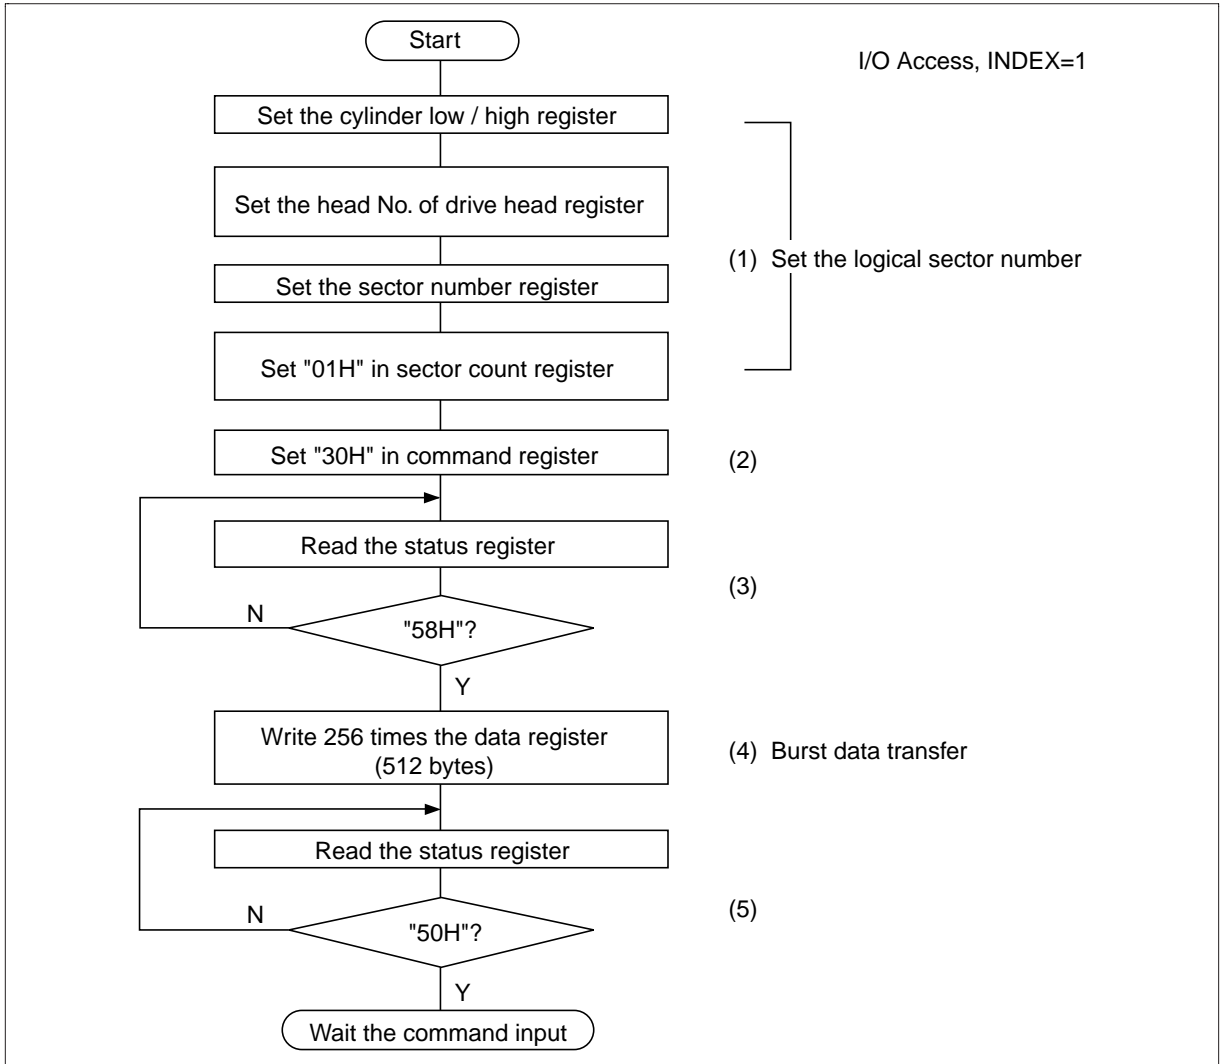 Start
I/O Access, INDEX=1
Set the cylinder low / high register
Set the head No. of drive head register
(1) Set the logical sector number
Set the sector number register
Set "01H" in sector count register
Set "30H" in command register
(2)
Read the status register
(3)
N
"58H"?
Y
Write 256 times the data register
(512 bytes)
(4) Burst data transfer
Read the status register
N
(5)
"50H"?
Y
Wait the command input